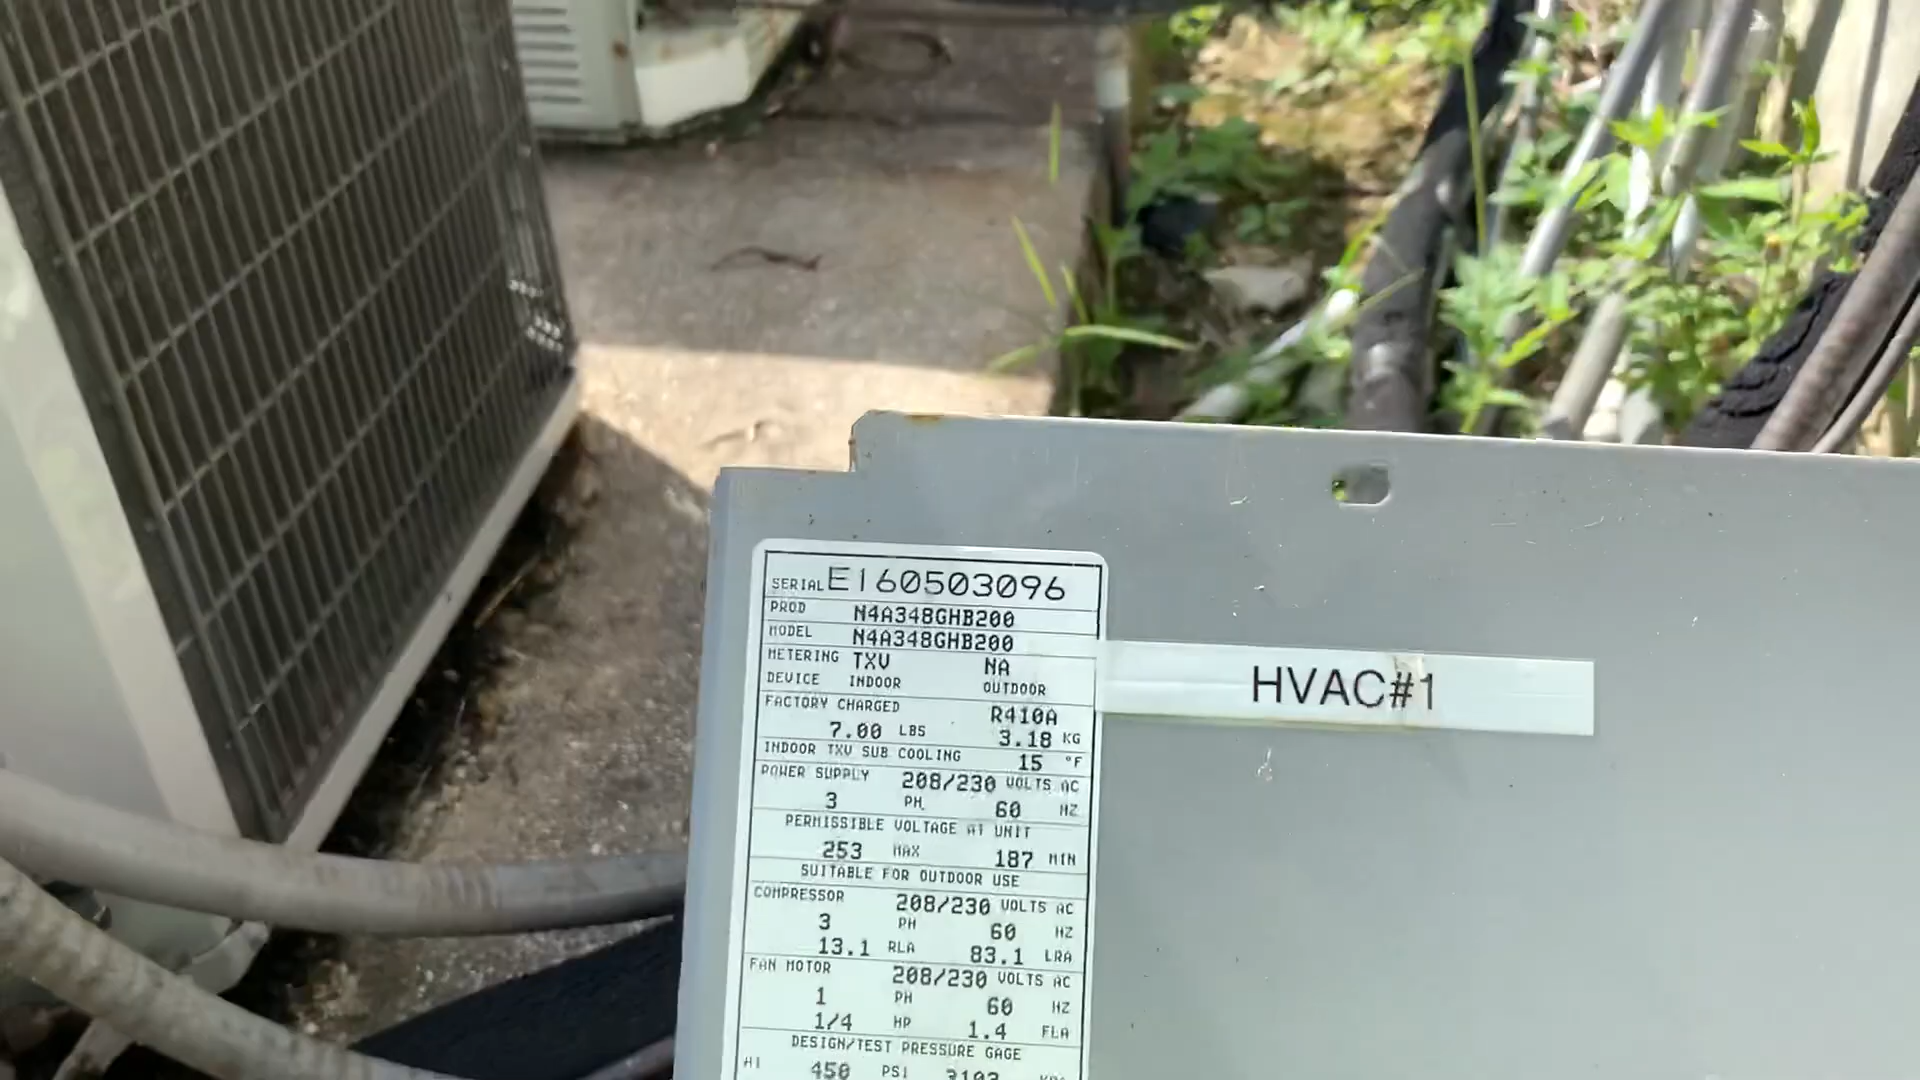 SERIAL E160503096
PROD N4A348GHB200
MODEL N4A348GHB200
METERING TXV NA
DEVICE INDOOR OUTDOOR
FACTORY CHARGED R410A
7.00 LBS 3.18 KG
INDOOR TXV SUB COOLING 15 °F
POWER SUPPLY 208/230 VOLTS AC
3 PH 60 HZ
PERMISSIBLE VOLTAGE AT UNIT
253 MAX 187 MIN
SUITABLE FOR OUTDOOR USE
COMPRESSOR 208/230 VOLTS AC
3 PH 60 HZ
13.1 RLA 83.1 LRA
FAN MOTOR 208/230 VOLTS AC
1 PH 60 HZ
1/4 HP 1.4 FLA
DESIGN/TEST PRESSURE GAGE
HI 450 PSI
HVAC#1